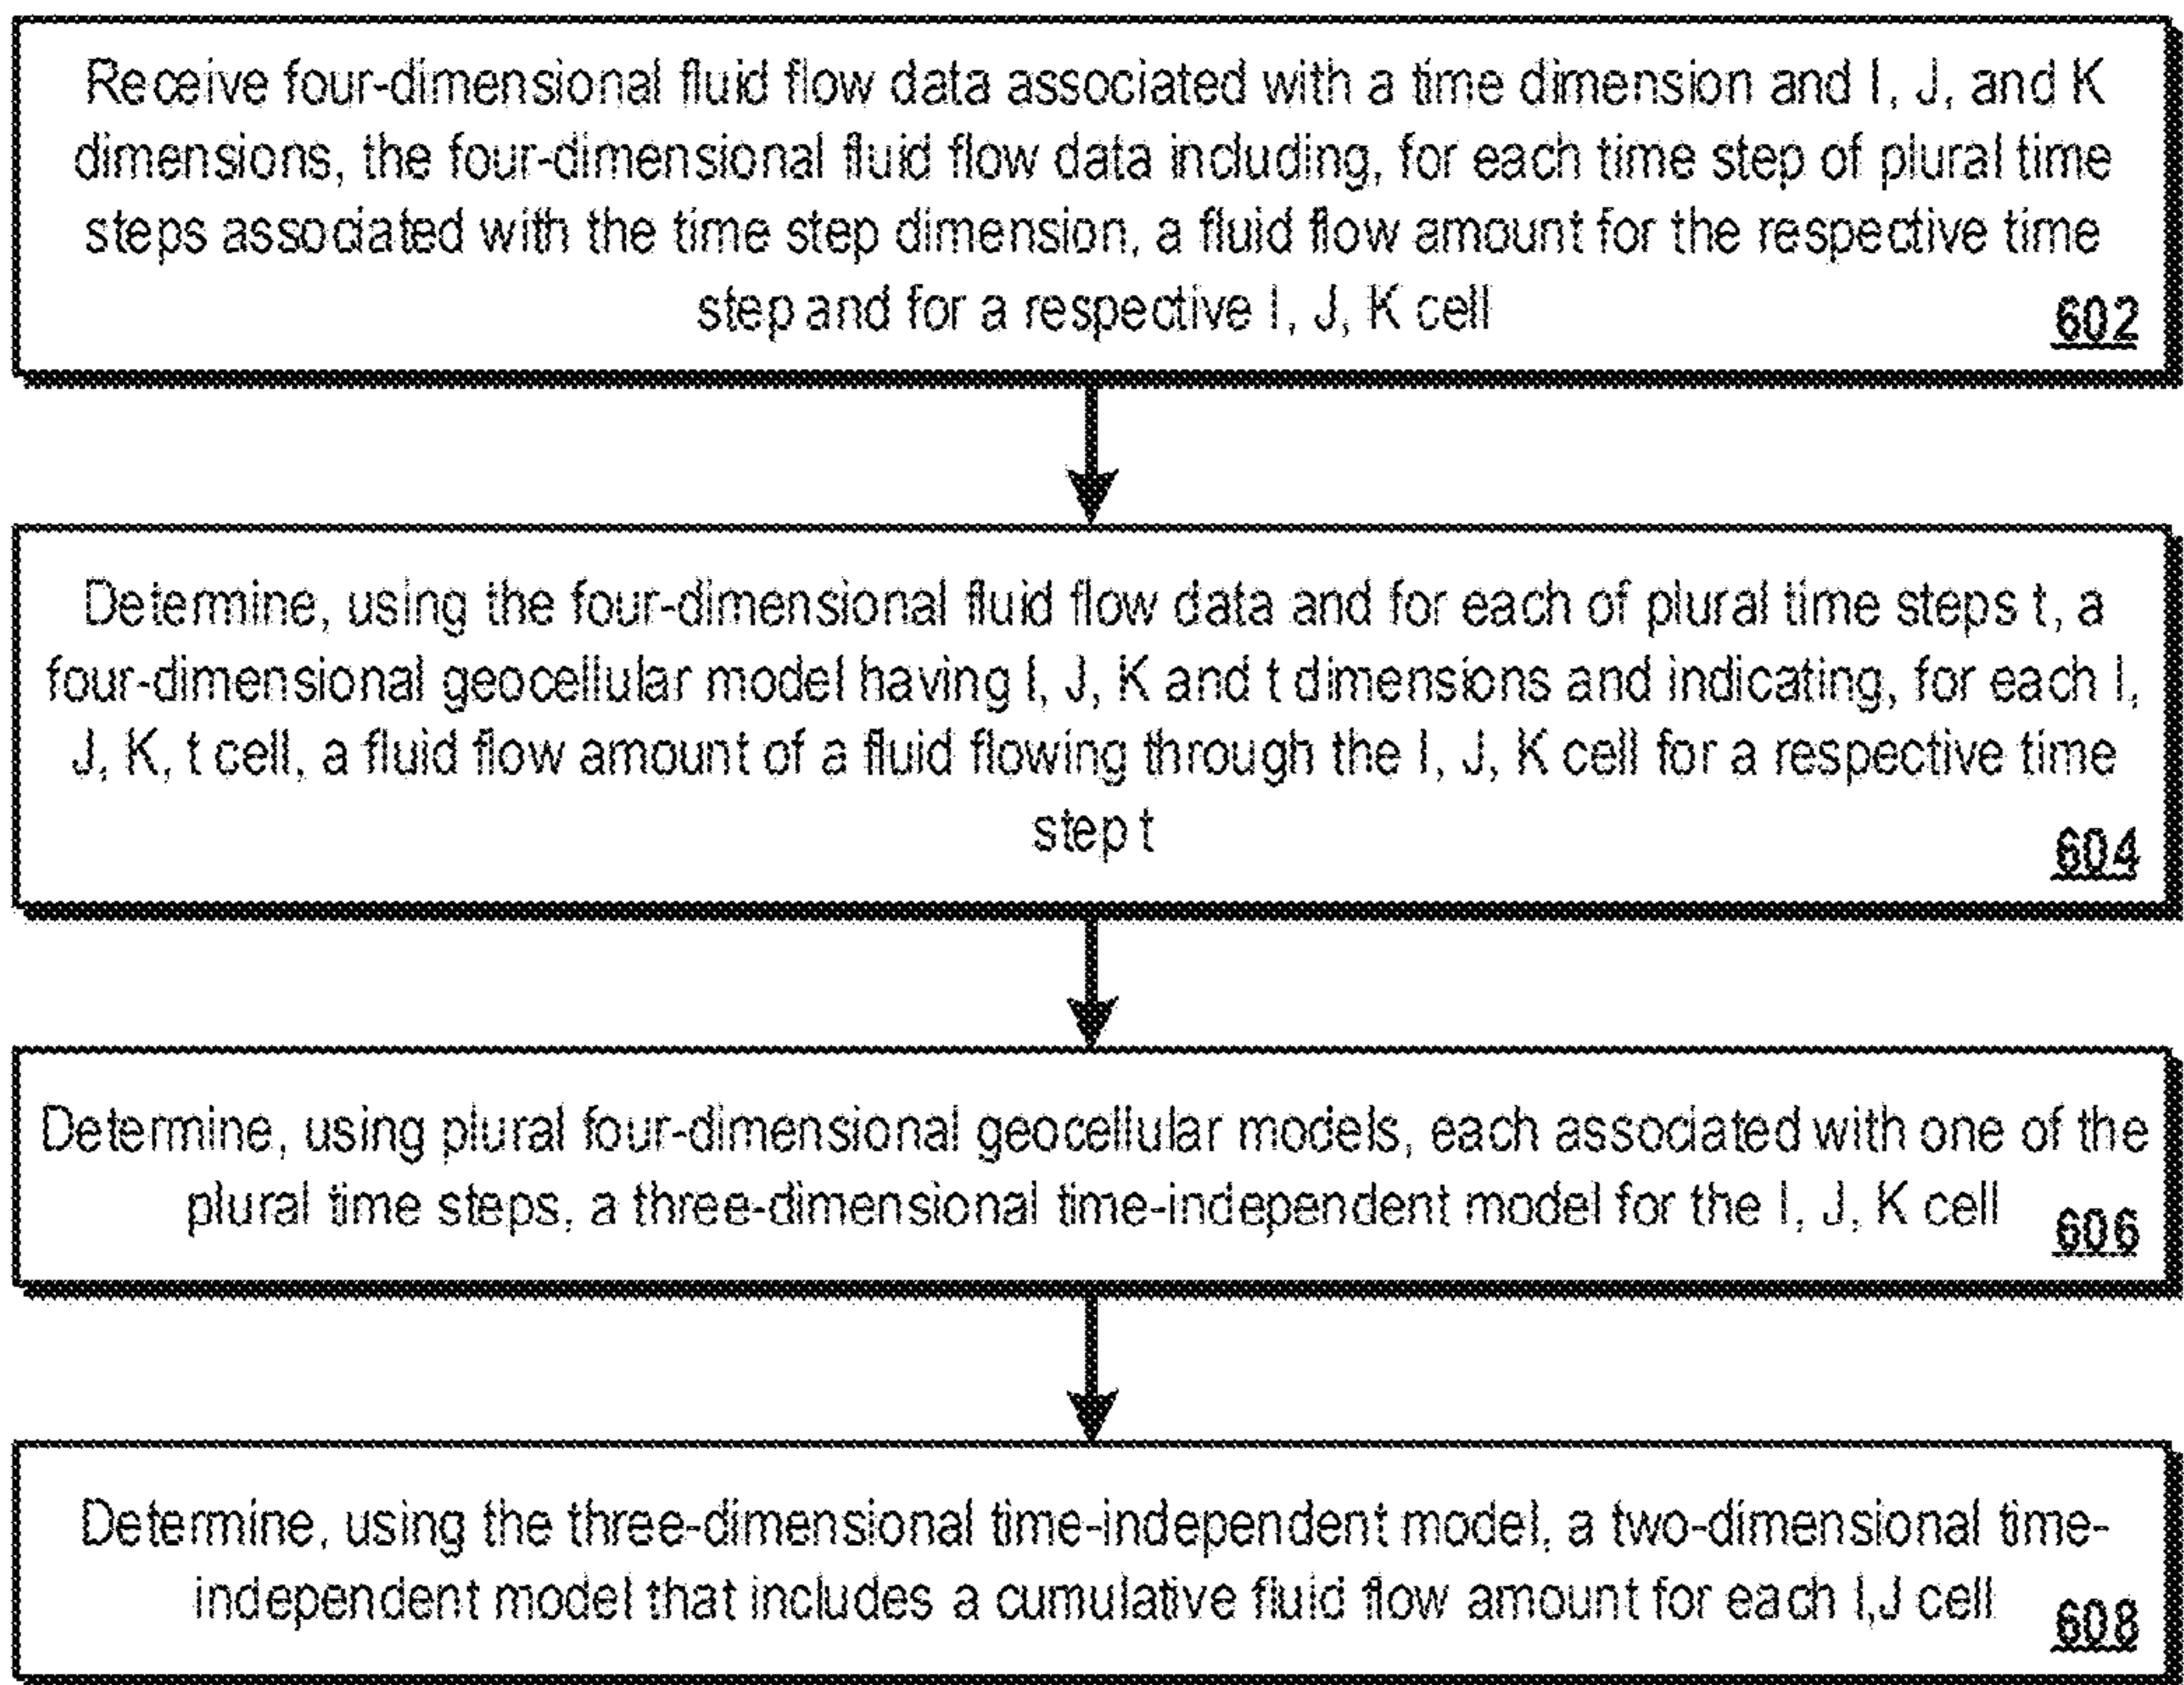 Receive four-dimensional fluid flow data associated with a time dimension and I, J, and K
dimensions, the four-dimensional fluid flow data including, for each time step of plural time
steps associated with the time step dimension, a fluid flow amount for the respective time
step and for a respective I, J, K cell
602
Determine, using the four-dimensional fluid flow data and for each of plural time steps t, a
four-dimensional geocellular model having I, J, K and t dimensions and indicating, for each I,
J, K, t cell, a fluid flow amount of a fluid flowing through the I, J, K cell for a respective time
step t
604
Determine, using plural four-dimensional geocellular models, each associated with one of the
plural time steps, a three-dimensional time-independent model for the I, J, K cell
606
Determine, using the three-dimensional time-independent model, a two-dimensional time-
independent model that includes a cumulative fluid flow amount for each I,J cell
608